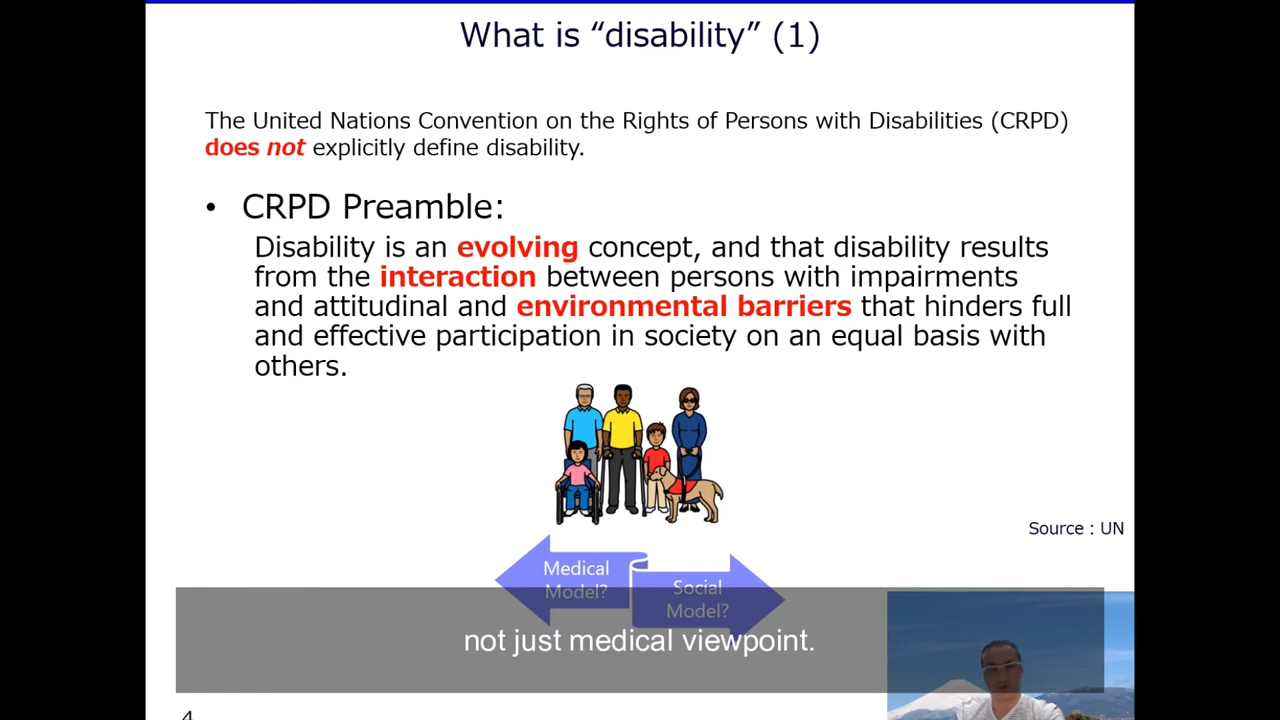 What is “disability” (1)
The United Nations Convention on the Rights of Persons with Disabilities (CRPD)
does not explicitly define disability.
• CRPD Preamble:
Disability is an evolving concept, and that disability results
from the interaction between persons with impairments
and attitudinal and environmental barriers that hinders full
and effective participation in society on an equal basis with
others.
Source : UN
Medical
Model?
Social
Model?
not just medical viewpoint.
4